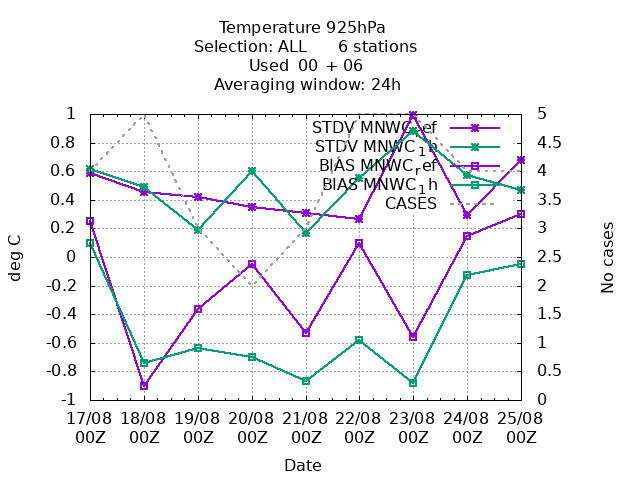 Temperature 925hPa
Selection: ALL 6 stations
Used 00 + 06
Averaging window: 24h
STDV MNWC_ref
STDV MNWC_1h
BIAS MNWC_ref
BIAS MNWC_1h
CASES
deg C
No cases
1
0.8
0.6
0.4
0.2
0
-0.2
-0.4
-0.6
-0.8
-1
5
4.5
4
3.5
3
2.5
2
1.5
1
0.5
0
17/08 18/08 19/08 20/08 21/08 22/08 23/08 24/08 25/08
00Z 00Z 00Z 00Z 00Z 00Z 00Z 00Z 00Z
Date